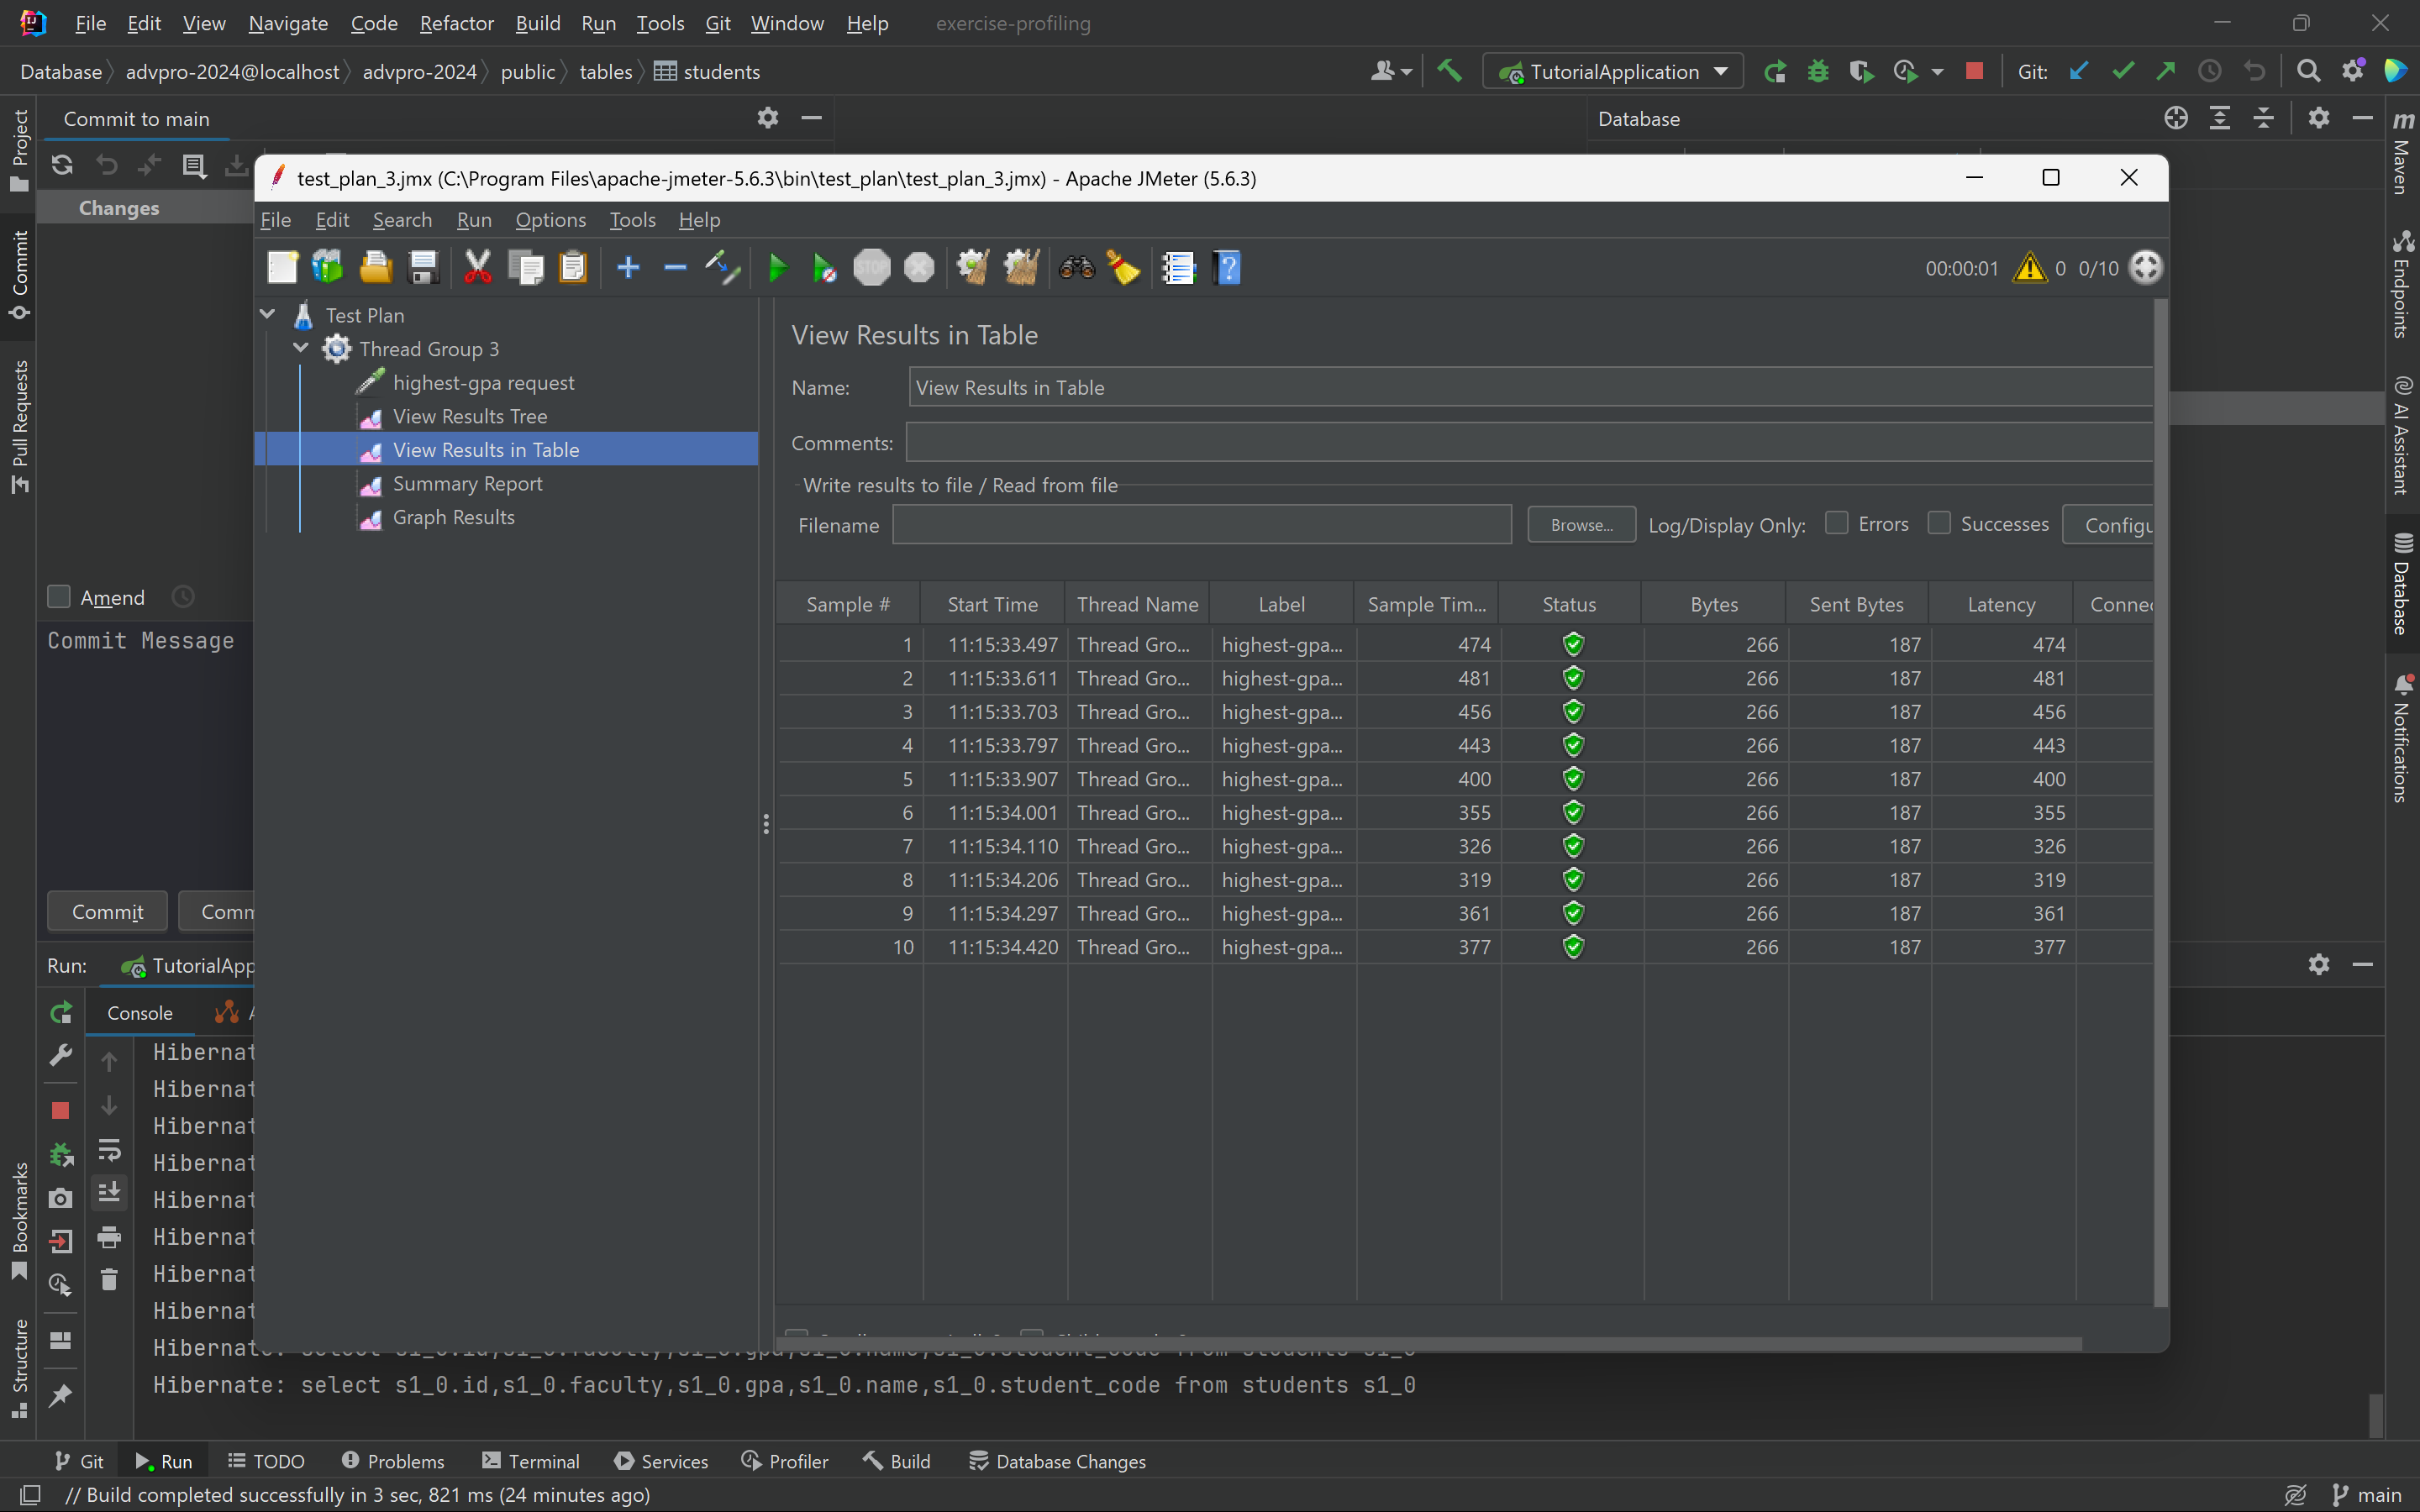 File Edit View Navigate Code Refactor Build Run Tools Git Window Help exercise-profiling
Database advpro-2024@localhost advpro-2024 public tables students TutorialApplication Git:
Commit to main
Database
test_plan_3.jmx (C:\Program Files\apache-jmeter-5.6.3\bin\test_plan\test_plan_3.jmx) - Apache JMeter (5.6.3)
File Edit Search Run Options Tools Help
STOP
00:00:01 0 0/10
Project
Commit
Pull Requests
Bookmarks
Structure
Changes
Amend
Commit Message
Commit Comm
Test Plan
Thread Group 3
highest-gpa request
View Results Tree
View Results in Table
Summary Report
Graph Results
View Results in Table
Name: View Results in Table
Comments:
Write results to file / Read from file
Filename Browse... Log/Display Only: Errors Successes Configu
Sample # Start Time Thread Name Label Sample Tim... Status Bytes Sent Bytes Latency Connec
1 11:15:33.497 Thread Gro... highest-gpa... 474 266 187 474
2 11:15:33.611 Thread Gro... highest-gpa... 481 266 187 481
3 11:15:33.703 Thread Gro... highest-gpa... 456 266 187 456
4 11:15:33.797 Thread Gro... highest-gpa... 443 266 187 443
5 11:15:33.907 Thread Gro... highest-gpa... 400 266 187 400
6 11:15:34.001 Thread Gro... highest-gpa... 355 266 187 355
7 11:15:34.110 Thread Gro... highest-gpa... 326 266 187 326
8 11:15:34.206 Thread Gro... highest-gpa... 319 266 187 319
9 11:15:34.297 Thread Gro... highest-gpa... 361 266 187 361
10 11:15:34.420 Thread Gro... highest-gpa... 377 266 187 377
Maven
Endpoints
AI Assistant
Database
Notifications
Run: TutorialApp
Console A
Hibernat
Hibernat
Hibernat
Hibernat
Hibernat
Hibernat
Hibernat
Hibernat
Hibernate: select s1_0.id,s1_0.faculty,s1_0.gpa,s1_0.name,s1_0.student_code from students s1_0
Hibernate: select s1_0.id,s1_0.faculty,s1_0.gpa,s1_0.name,s1_0.student_code from students s1_0
Git Run TODO Problems Terminal Services Profiler Build Database Changes
// Build completed successfully in 3 sec, 821 ms (24 minutes ago) main